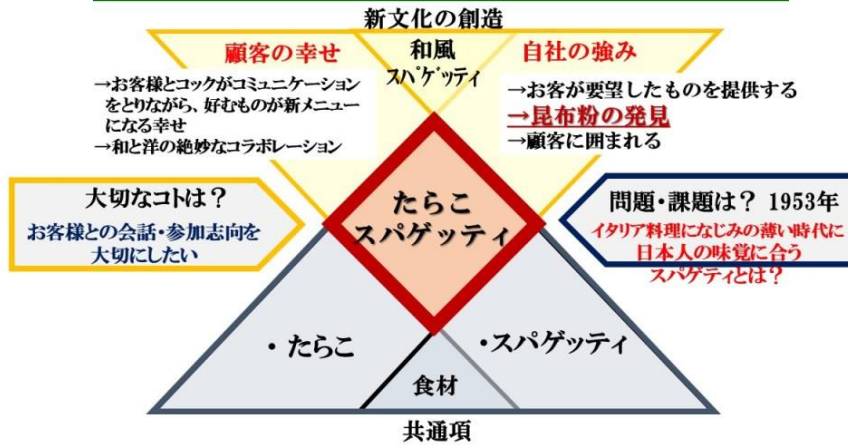 新文化の創造
顧客の幸せ
→お客様とコックがコミュニケーション
をとりながら、好むものが新メニュー
になる幸せ
→和と洋の絶妙なコラボレーション
和風
スパゲッティ
自社の強み
→お客が要望したものを提供する
→昆布粉の発見
→顧客に囲まれる
大切なコトは?
お客様との会話・参加志向を
大切にしたい
たらこ
スパゲッティ
問題・課題は? 1953年
イタリア料理になじみの薄い時代に
日本人の味覚に合う
スパゲティとは?
・たらこ
・スパゲッティ
食材
共通項